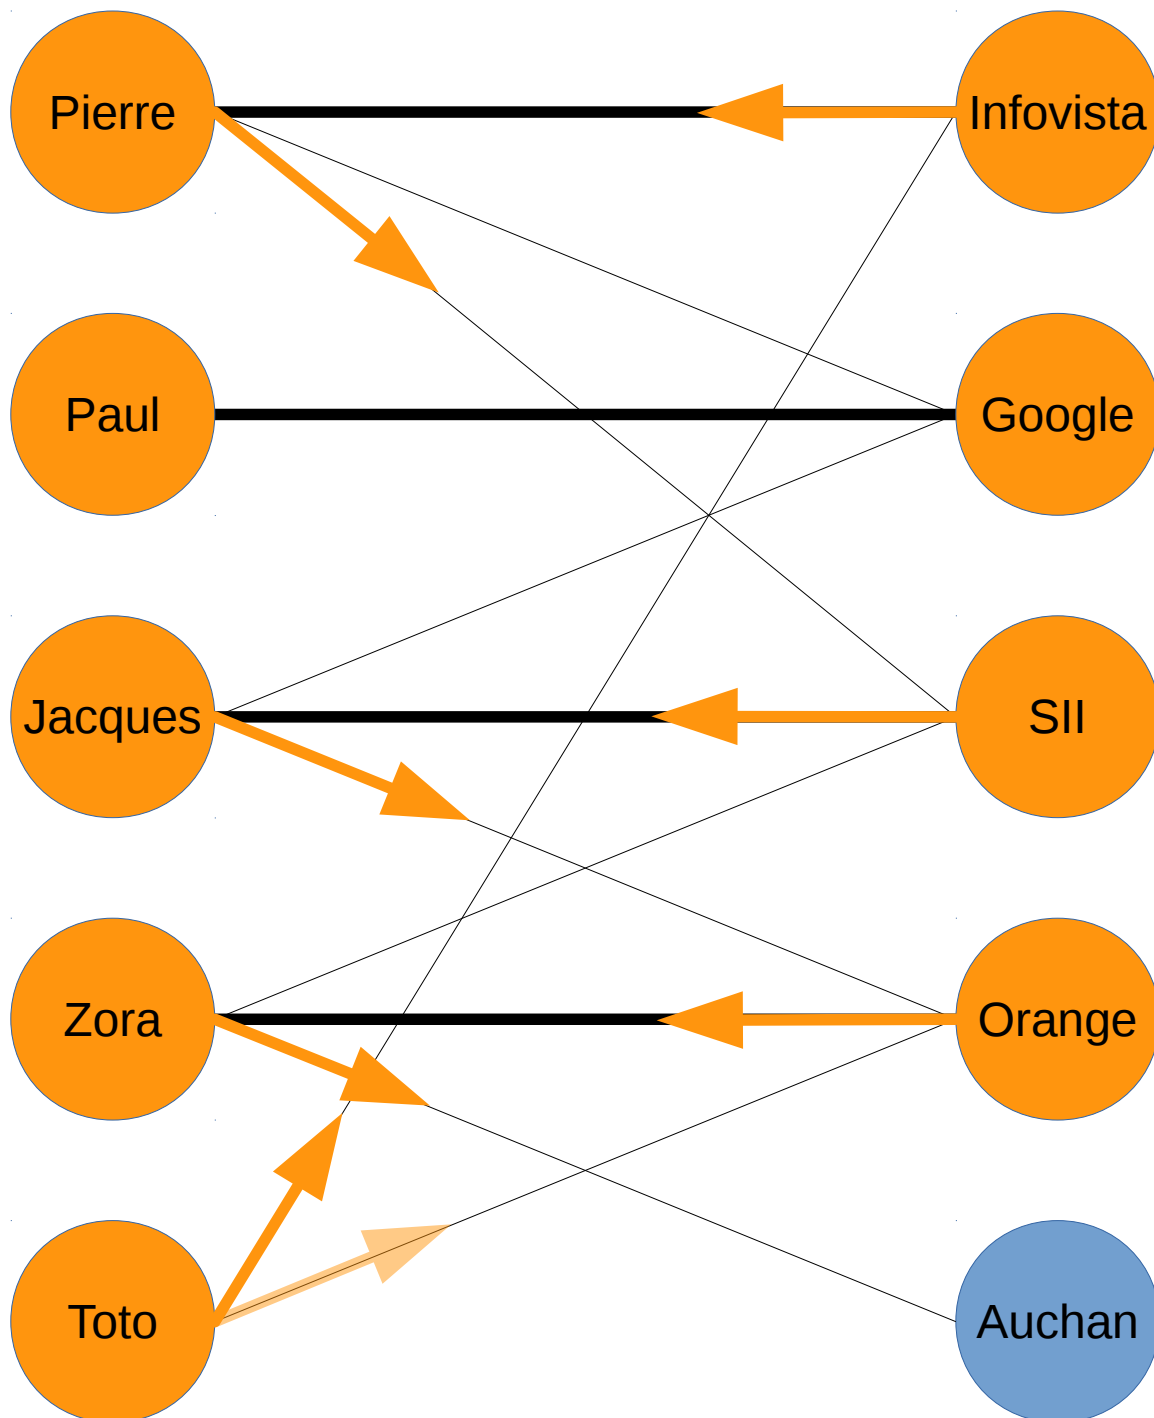 Pierre
Infovista
Paul
Google
Jacques
SII
Zora
Orange
Toto
Auchan